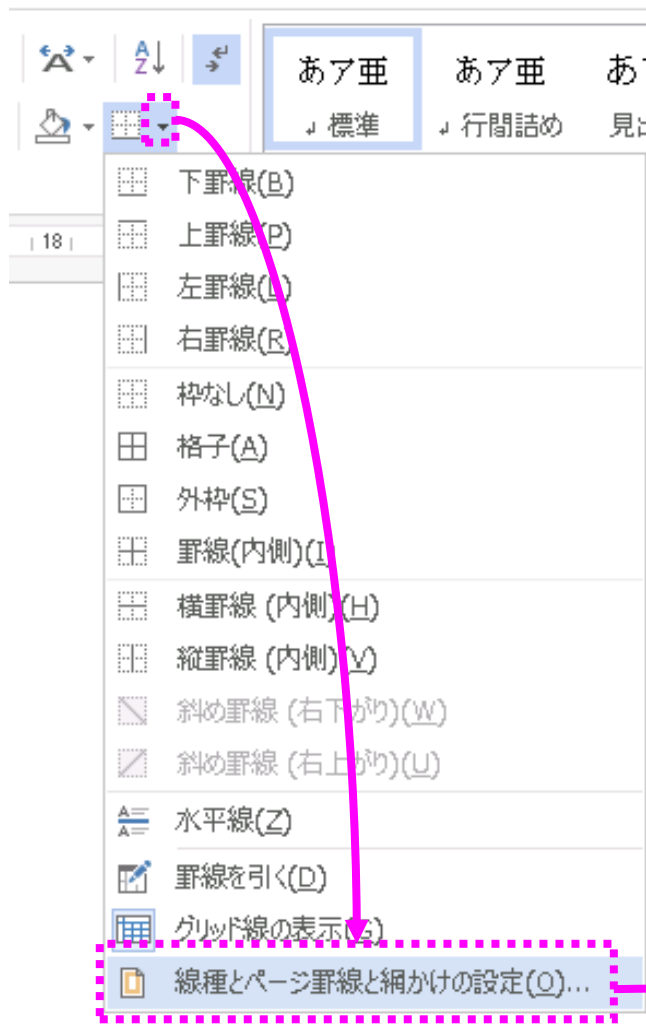 A
Z
あア亜 あア亜 あ
↲ 標準 ↲ 行間詰め 見出
18
下罫線(B)
上罫線(P)
左罫線(L)
右罫線(R)
枠なし(N)
格子(A)
外枠(S)
罫線(内側)(I)
横罫線 (内側)(H)
縦罫線 (内側)(V)
斜め罫線 (右下がり)(W)
斜め罫線 (右上がり)(U)
水平線(Z)
罫線を引く(D)
グリッド線の表示(G)
線種とページ罫線と網かけの設定(O)...